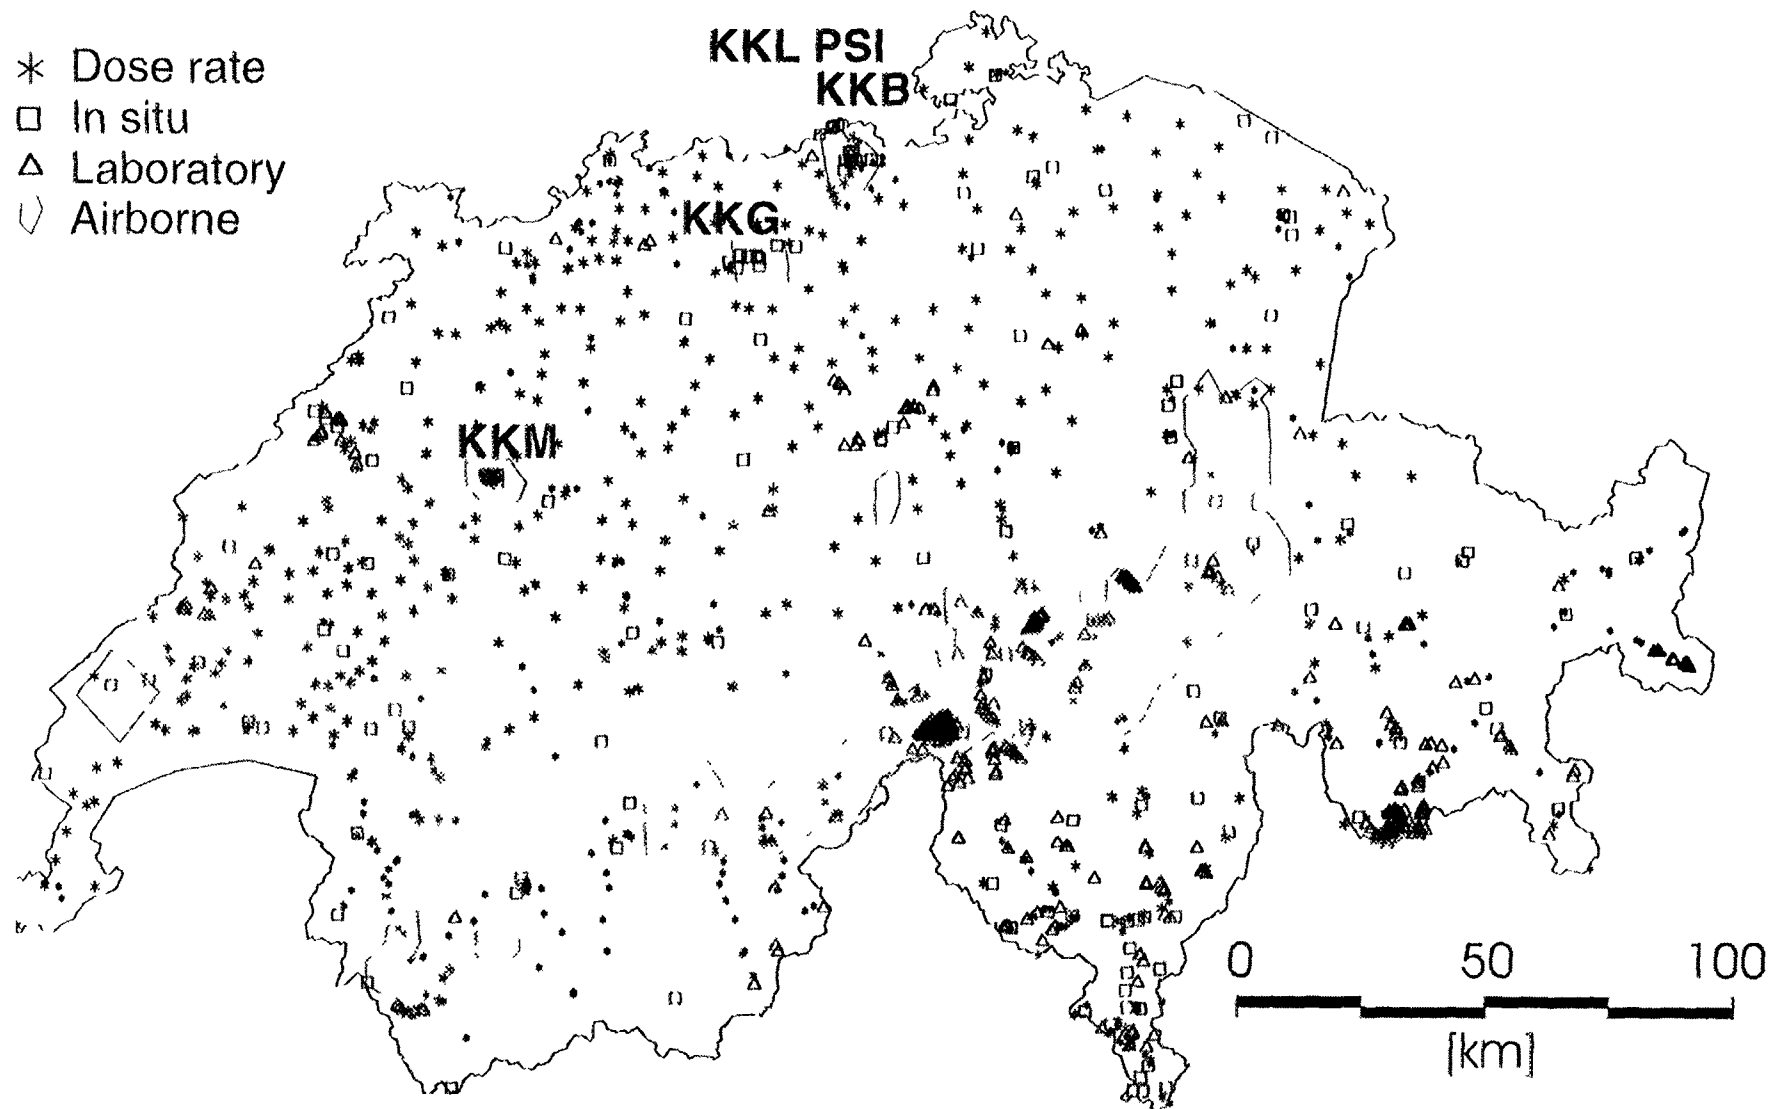 KKL PSI
KKB
Dose rate
In situ
Laboratory
Airborne
KKG
KKM
0 50 100
[km]